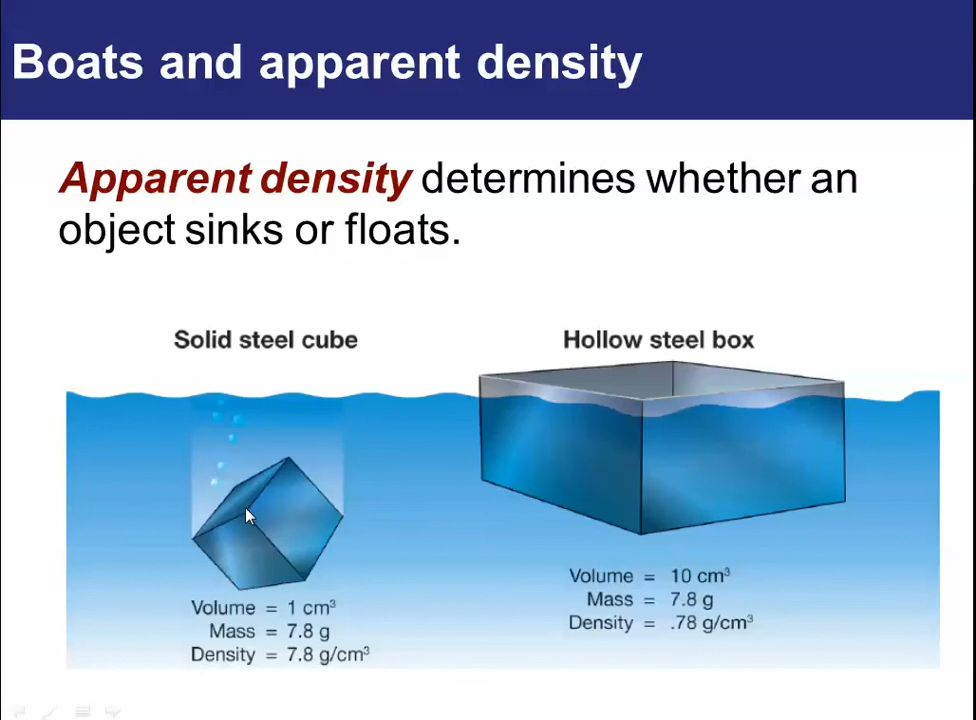 Boats and apparent density
Apparent density determines whether an
object sinks or floats.
Solid steel cube
Volume = 1 cm³
Mass = 7.8 g
Density = 7.8 g/cm³
Hollow steel box
Volume = 10 cm³
Mass = 7.8 g
Density = .78 g/cm³